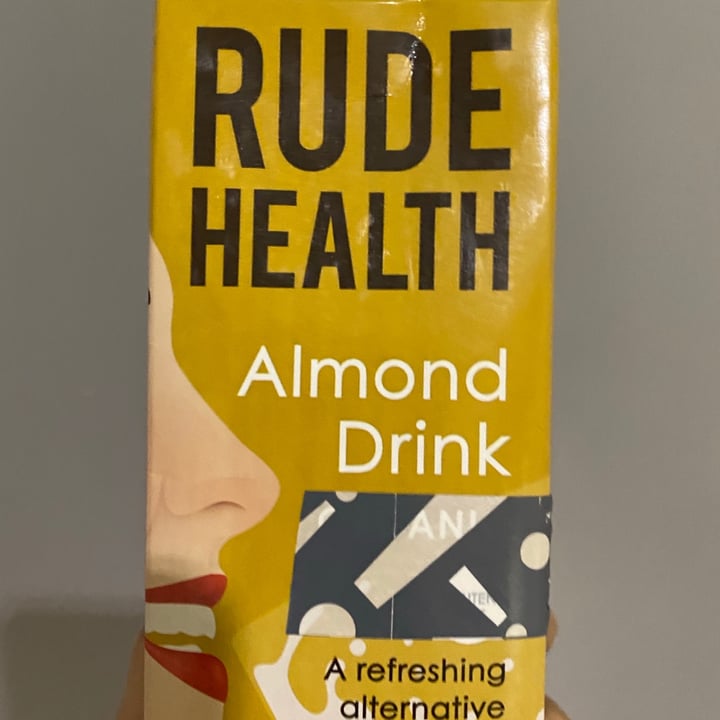 RUDE
HEALTH
Almond
Drink
A refreshing
alternative